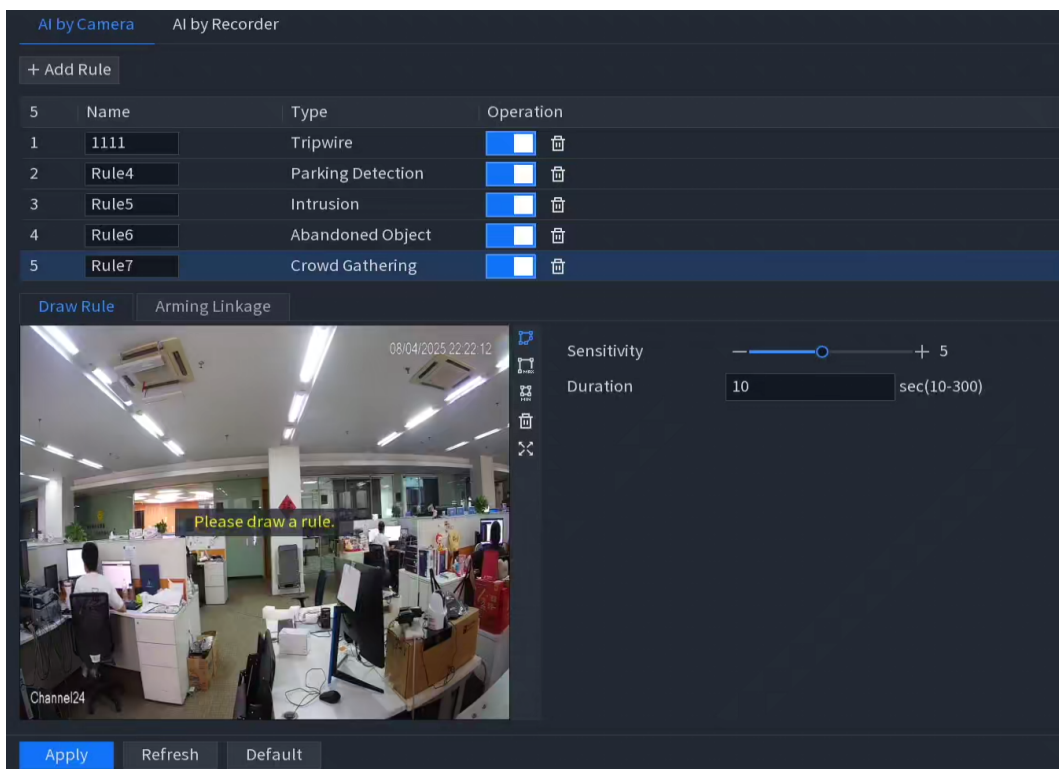 AI by Camera AI by Recorder
+ Add Rule
5 Name Type Operation
1 1111 Tripwire
2 Rule4 Parking Detection
3 Rule5 Intrusion
4 Rule6 Abandoned Object
5 Rule7 Crowd Gathering
Draw Rule Arming Linkage
08/04/2025 22:22:12
Sensitivity 5
MAX
Duration 10 sec(10-300)
MIN
Please draw a rule.
Channel24
Apply Refresh Default